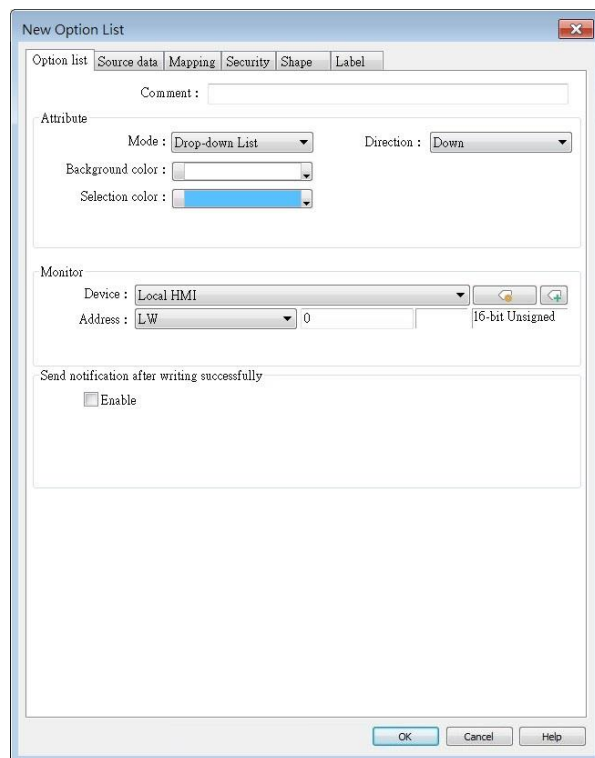 New Option List
Option list Source data Mapping Security Shape Label
Comment :
Attribute
Mode : Drop-down List Direction : Down
Background color :
Selection color :
Monitor
Device : Local HMI
Address : LW 0 16-bit Unsigned
Send notification after writing successfully
Enable
OK Cancel Help